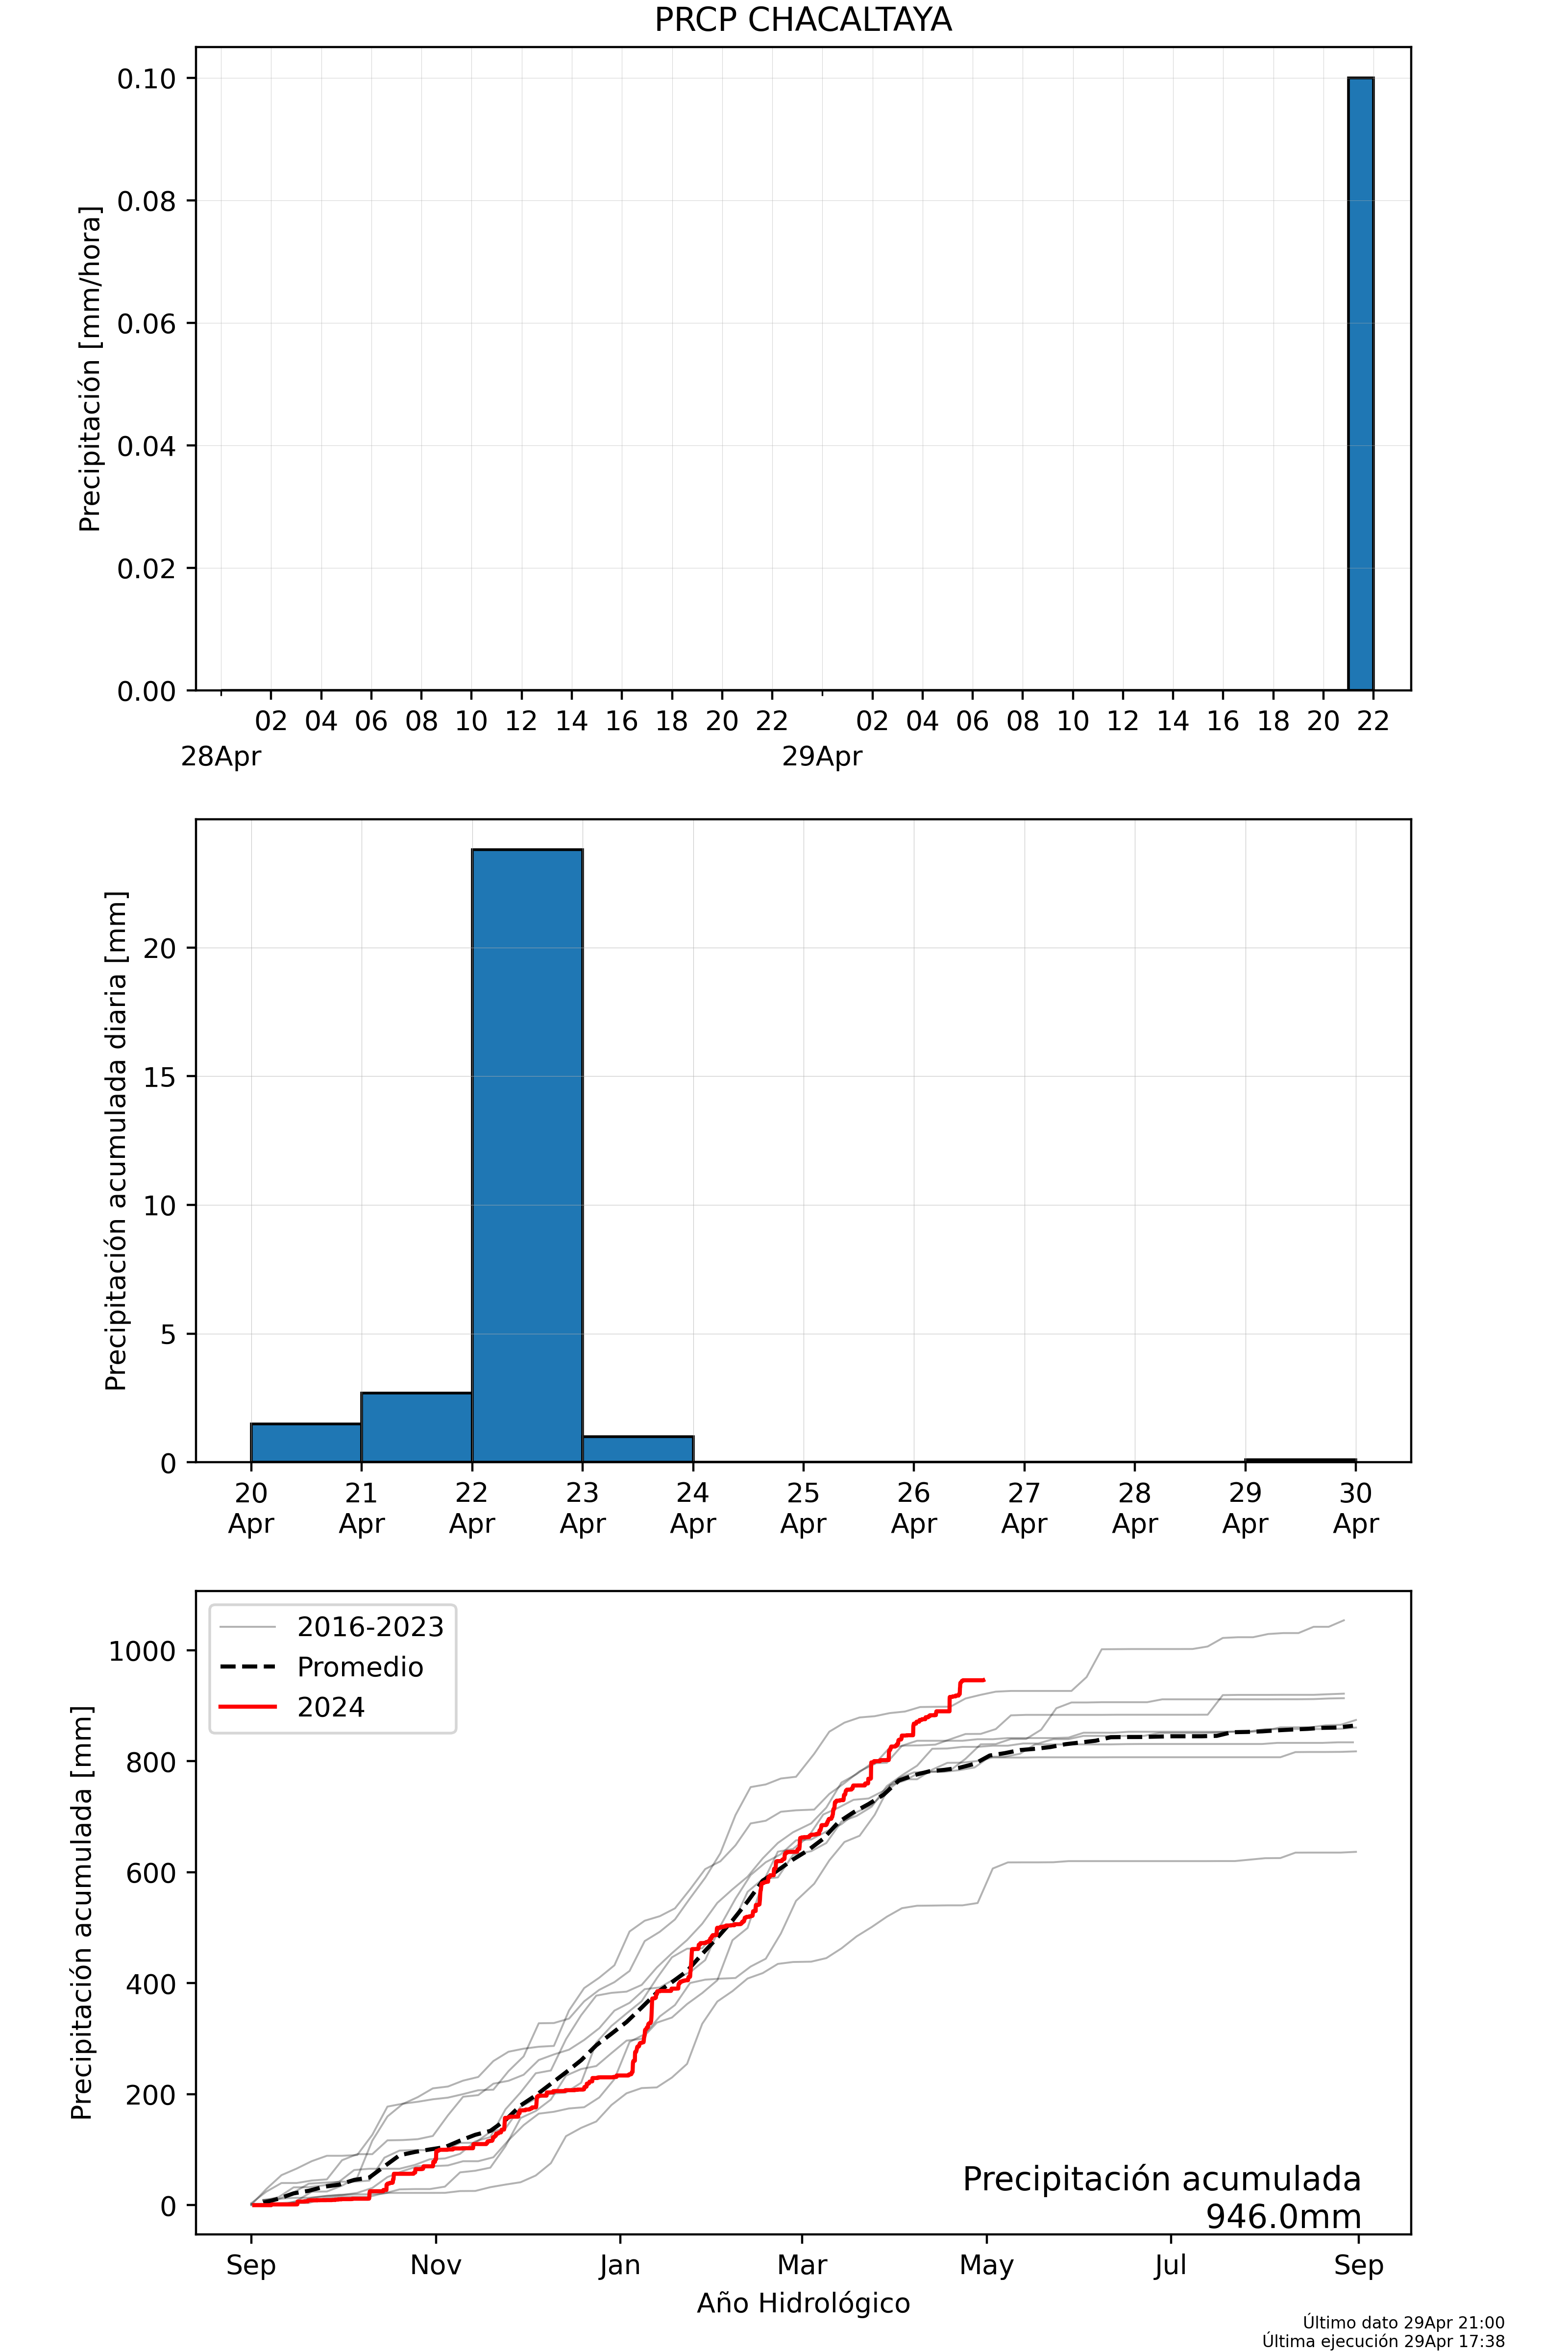 PRCP CHACALTAYA
Precipitación [mm/hora]
0.10
0.08
0.06
0.04
0.02
0.00
02 04 06 08 10 12 14 16 18 20 22 02 04 06 08 10 12 14 16 18 20 22
28Apr 29Apr
Precipitación acumulada diaria [mm]
20
15
10
5
0
20 21 22 23 24 25 26 27 28 29 30
Apr Apr Apr Apr Apr Apr Apr Apr Apr Apr Apr
Precipitación acumulada [mm]
1000
800
600
400
200
0
2016-2023
Promedio
2024
Precipitación acumulada
946.0mm
Sep Nov Jan Mar May Jul Sep
Año Hidrológico
Último dato 29Apr 21:00
Última ejecución 29Apr 17:38